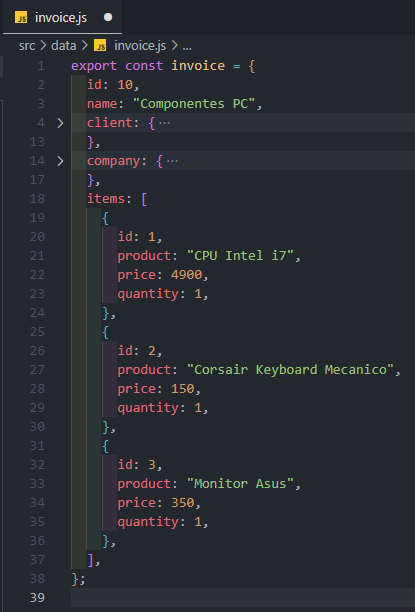 JS invoice.js
src > data > JS invoice.js > ...
1 export const invoice = {
2 id: 10,
3 name: "Componentes PC",
4 > client: { ...
13 },
14 > company: { ...
17 },
18 items: [
19 {
20 id: 1,
21 product: "CPU Intel i7",
22 price: 4900,
23 quantity: 1,
24 },
25 {
26 id: 2,
27 product: "Corsair Keyboard Mecanico",
28 price: 150,
29 quantity: 1,
30 },
31 {
32 id: 3,
33 product: "Monitor Asus",
34 price: 350,
35 quantity: 1,
36 },
37 ],
38 };
39